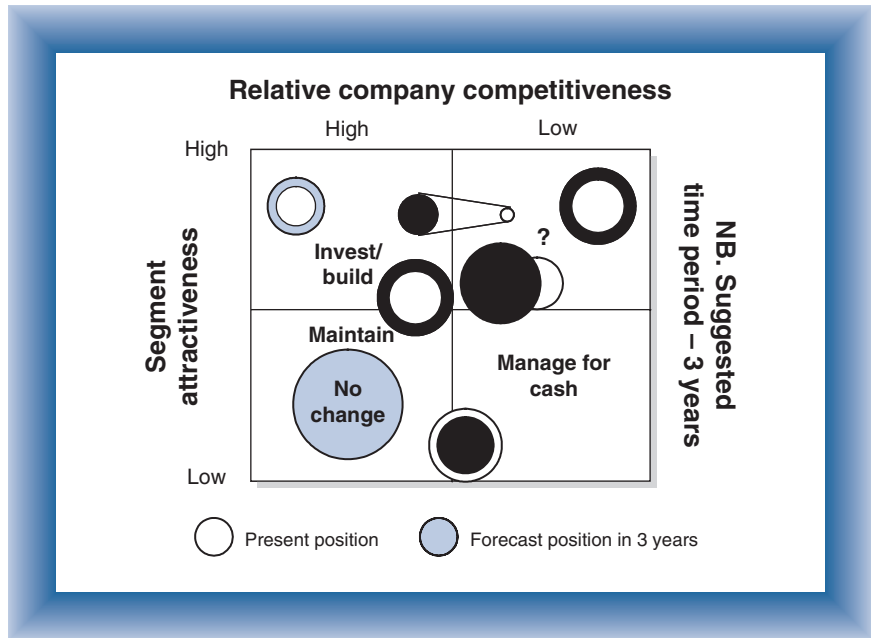 Relative company competitiveness
High
Low
High
Segment
attractiveness
Invest/
build
?
NB. Suggested
time period – 3 years
Maintain
No
change
Manage for
cash
Low
Present position
Forecast position in 3 years